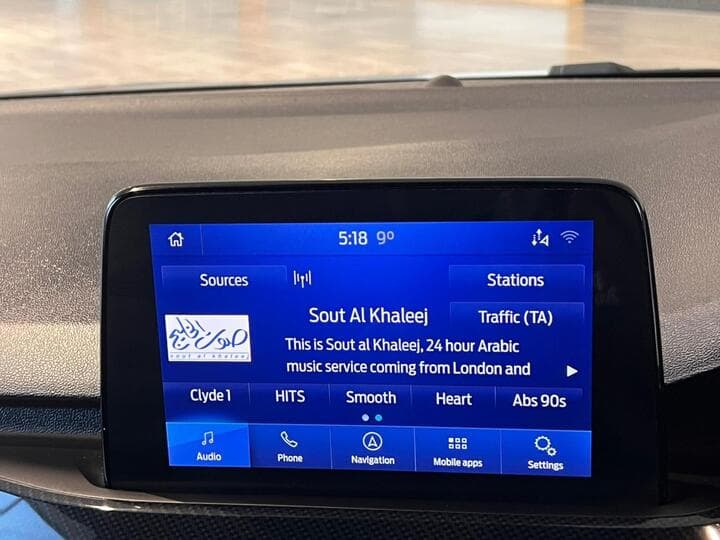 5:18 9°
Sources
Stations
Sout Al Khaleej
Traffic (TA)
صوت الخليج
sout al khaleej
This is Sout al Khaleej, 24 hour Arabic
music service coming from London and
Clyde 1 HITS Smooth Heart Abs 90s
Audio Phone Navigation Mobile apps Settings